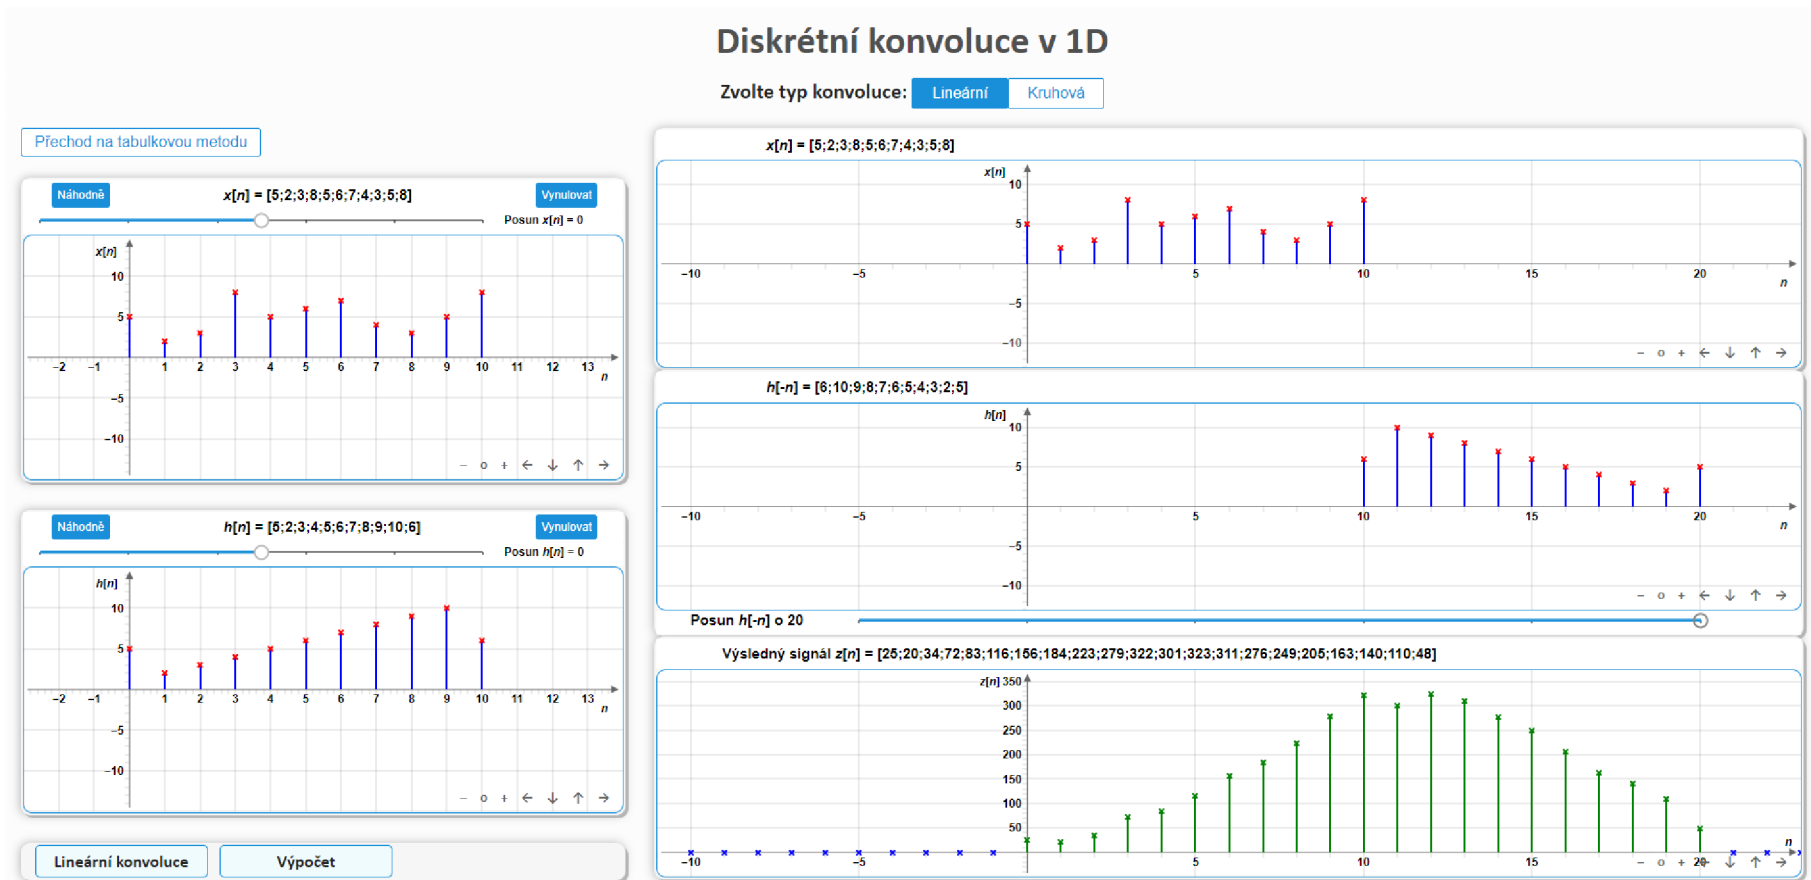 Diskrétní konvoluce v 1D
Zvolte typ konvoluce: Lineární Kruhová
Přechod na tabulkovou metodu
Náhodně x[n] = [5;2;3;8;5;6;7;4;3;5;8] Vynulovat
Posun x[n] = 0
x[n]
10
5
−2 −1 1 2 3 4 5 6 7 8 9 10 11 12 13
n
−5
−10
− o + ← ↓ ↑ →
Náhodně h[n] = [5;2;3;4;5;6;7;8;9;10;6] Vynulovat
Posun h[n] = 0
h[n]
10
5
−2 −1 1 2 3 4 5 6 7 8 9 10 11 12 13
n
−5
−10
− o + ← ↓ ↑ →
Lineární konvoluce Výpočet
x[n] = [5;2;3;8;5;6;7;4;3;5;8]
x[n]
10
5
−10 −5 5 10 15 20
n
−5
−10
− o + ← ↓ ↑ →
h[-n] = [6;10;9;8;7;6;5;4;3;2;5]
h[n]
10
5
−10 −5 5 10 15 20
n
−5
−10
− o + ← ↓ ↑ →
Posun h[-n] o 20
Výsledný signál z[n] = [25;20;34;72;83;116;156;184;223;279;322;301;323;311;276;249;205;163;140;110;48]
z[n] 350
300
250
200
150
100
50
n
−10 −5 5 10 15 20
− o + ← ↓ ↑ →